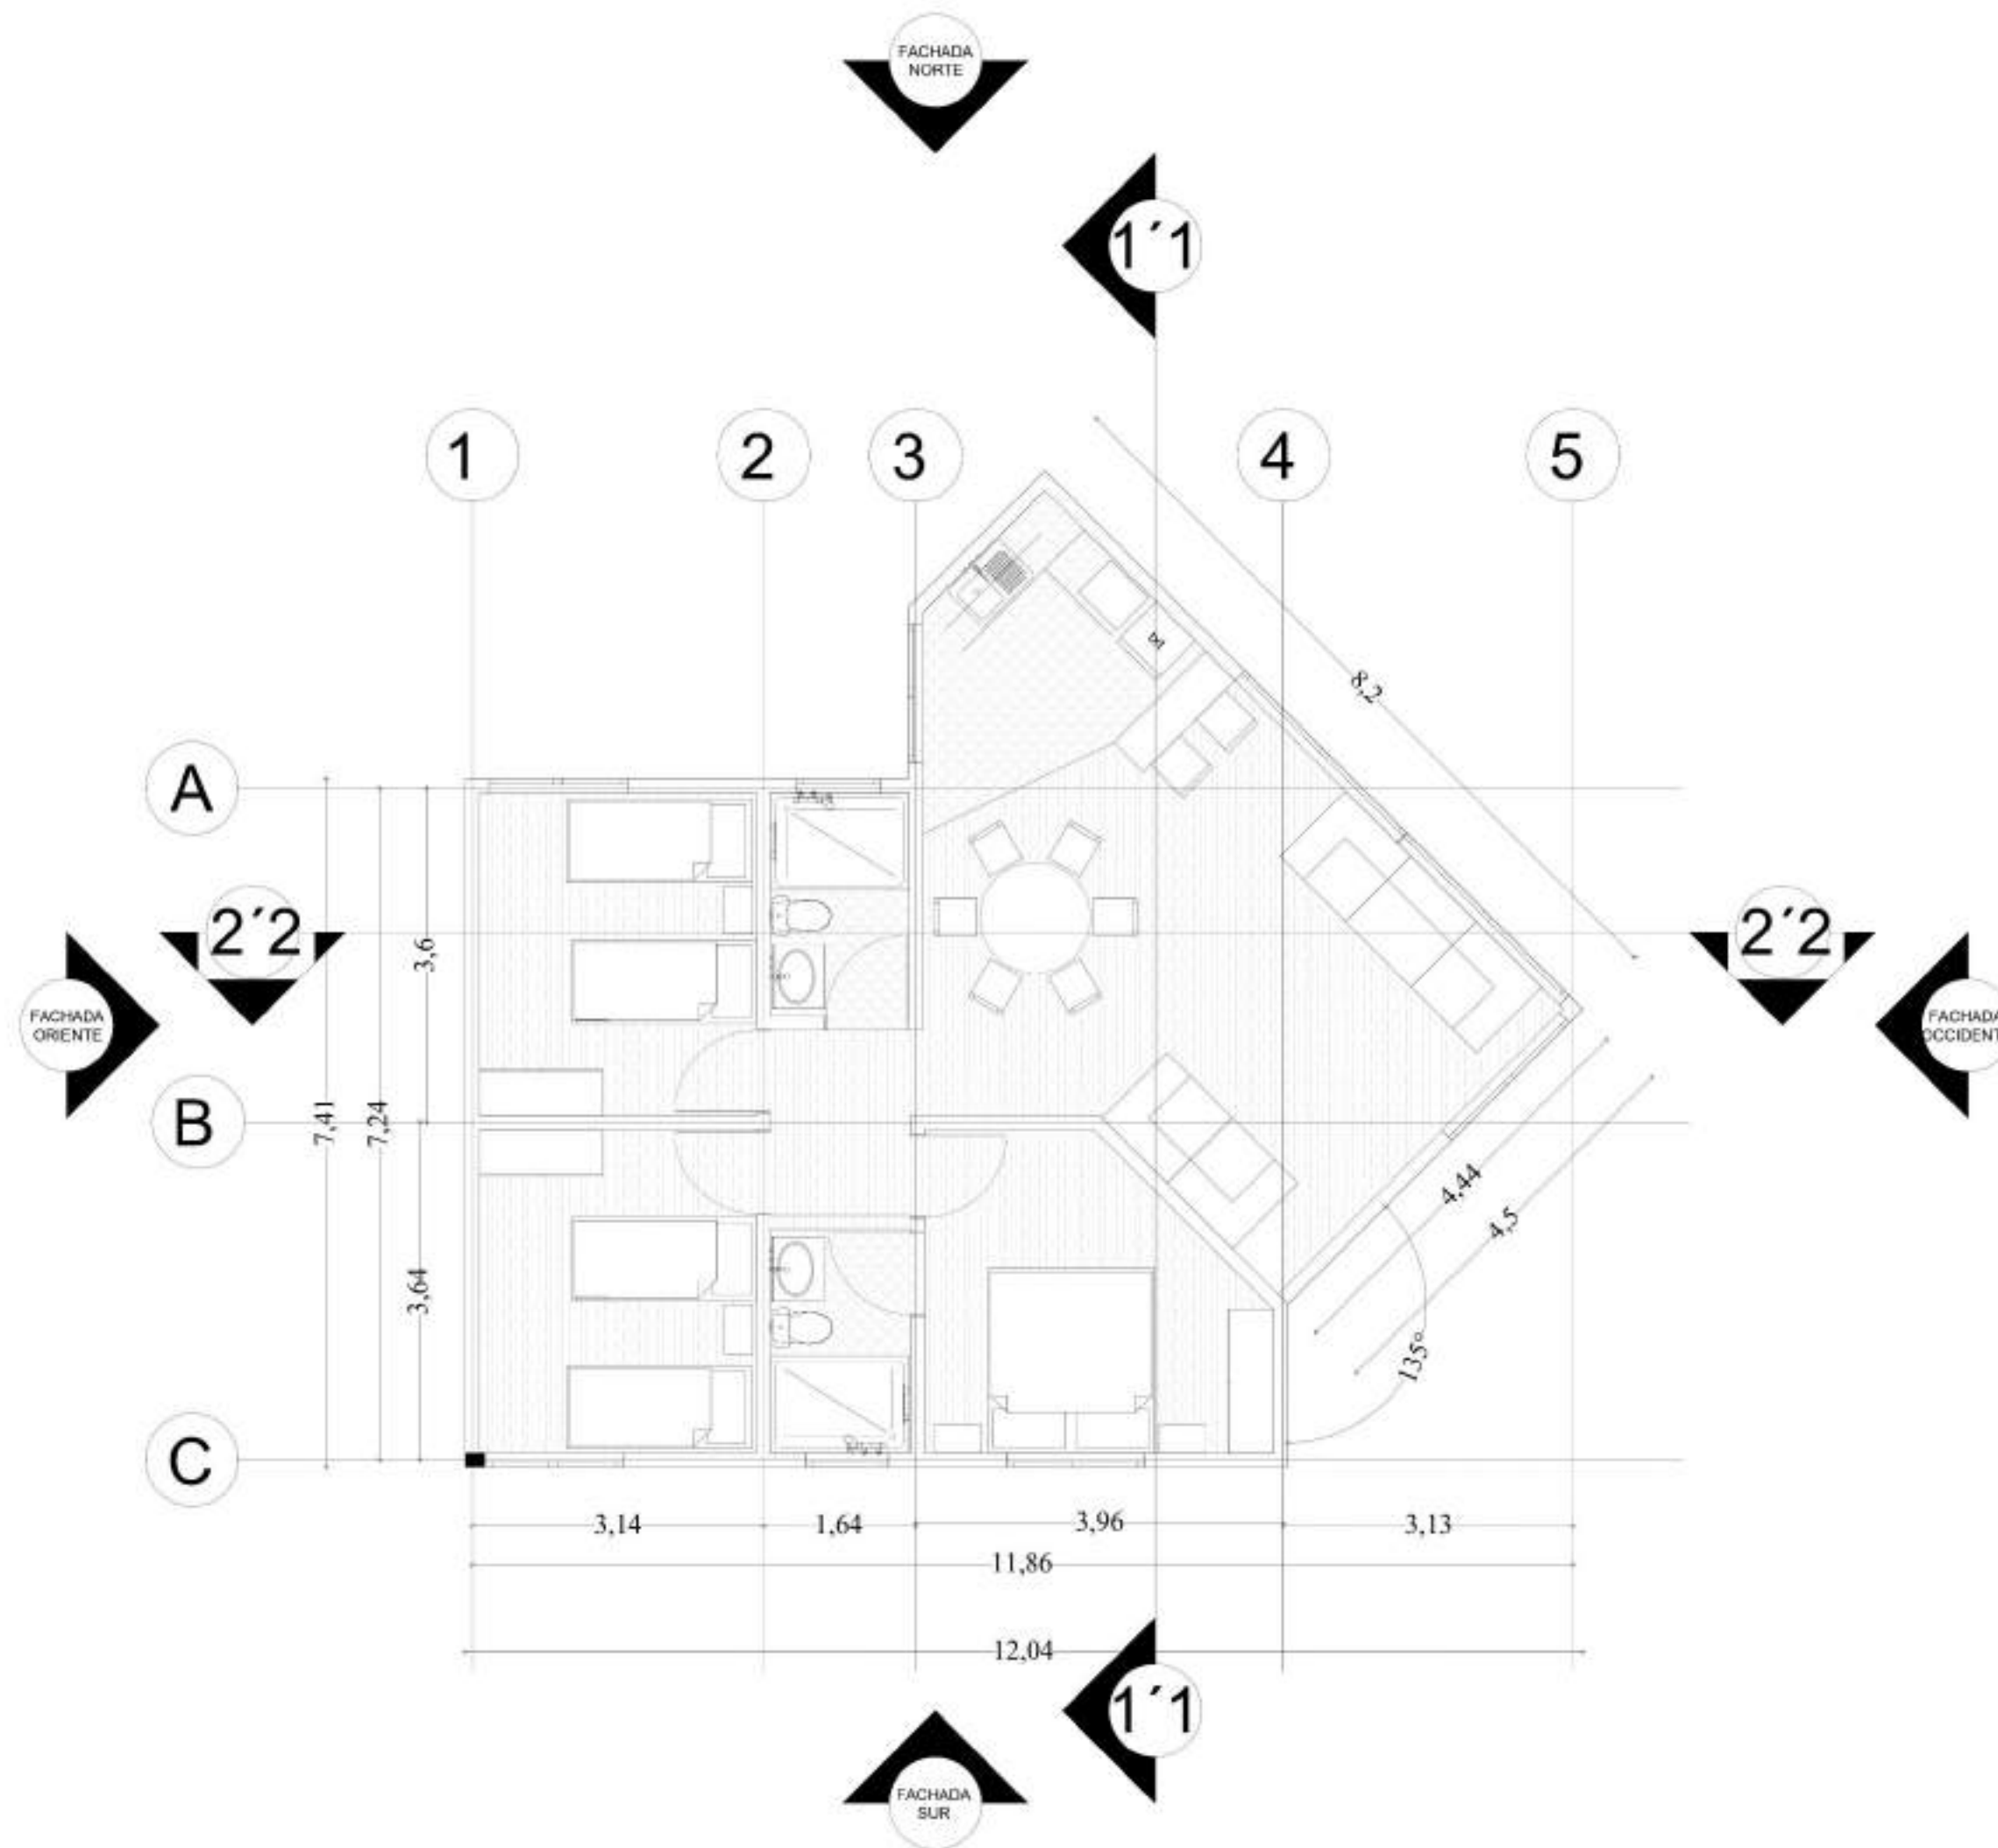 FACHADA
NORTE
1´1
1
2
3
4
5
8,2
A
2´2
2´2
3,6
FACHADA
ORIENTE
FACHADA
OCCIDENT
B
7,41
7,24
4,44
4,5
3,64
135°
C
3,14
1,64
3,96
3,13
11,86
12,04
1´1
FACHADA
SUR